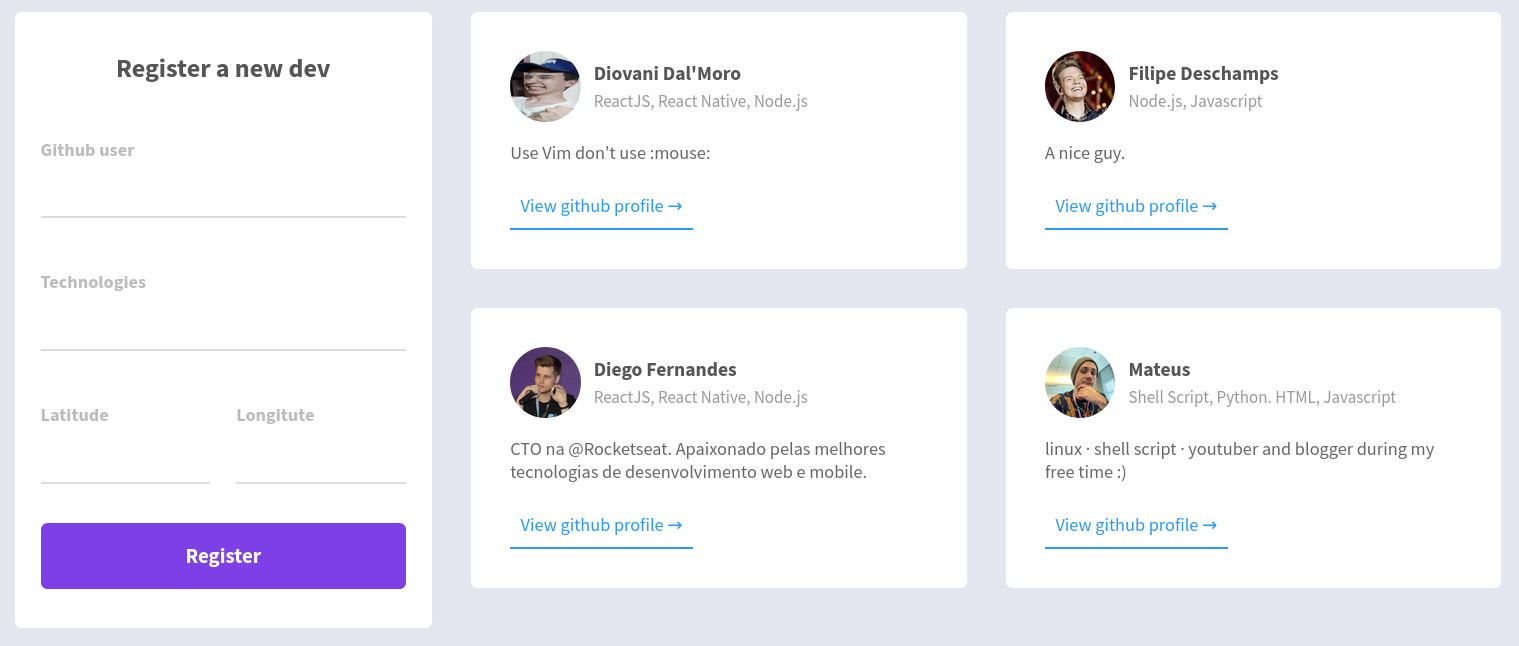 Register a new dev
Github user
Technologies
Latitude Longitute
Register
Diovani Dal'Moro
ReactJS, React Native, Node.js
Use Vim don't use :mouse:
View github profile →
Filipe Deschamps
Node.js, Javascript
A nice guy.
View github profile →
Diego Fernandes
ReactJS, React Native, Node.js
CTO na @Rocketseat. Apaixonado pelas melhores
tecnologias de desenvolvimento web e mobile.
View github profile →
Mateus
Shell Script, Python. HTML, Javascript
linux · shell script · youtuber and blogger during my
free time :)
View github profile →